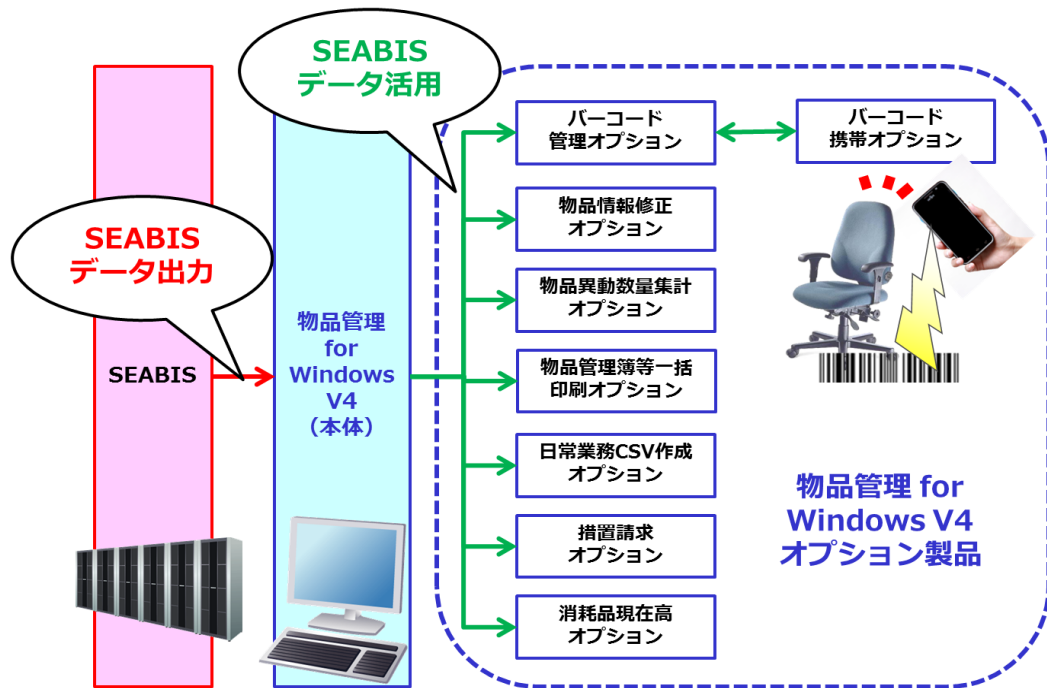 SEABIS
データ活用
SEABIS
データ出力
SEABIS
物品管理
for
Windows
V4
（本体）
バーコード
管理オプション
バーコード
携帯オプション
物品情報修正
オプション
物品異動数量集計
オプション
物品管理簿等一括
印刷オプション
日常業務CSV作成
オプション
措置請求
オプション
消耗品現在高
オプション
物品管理 for
Windows V4
オプション製品